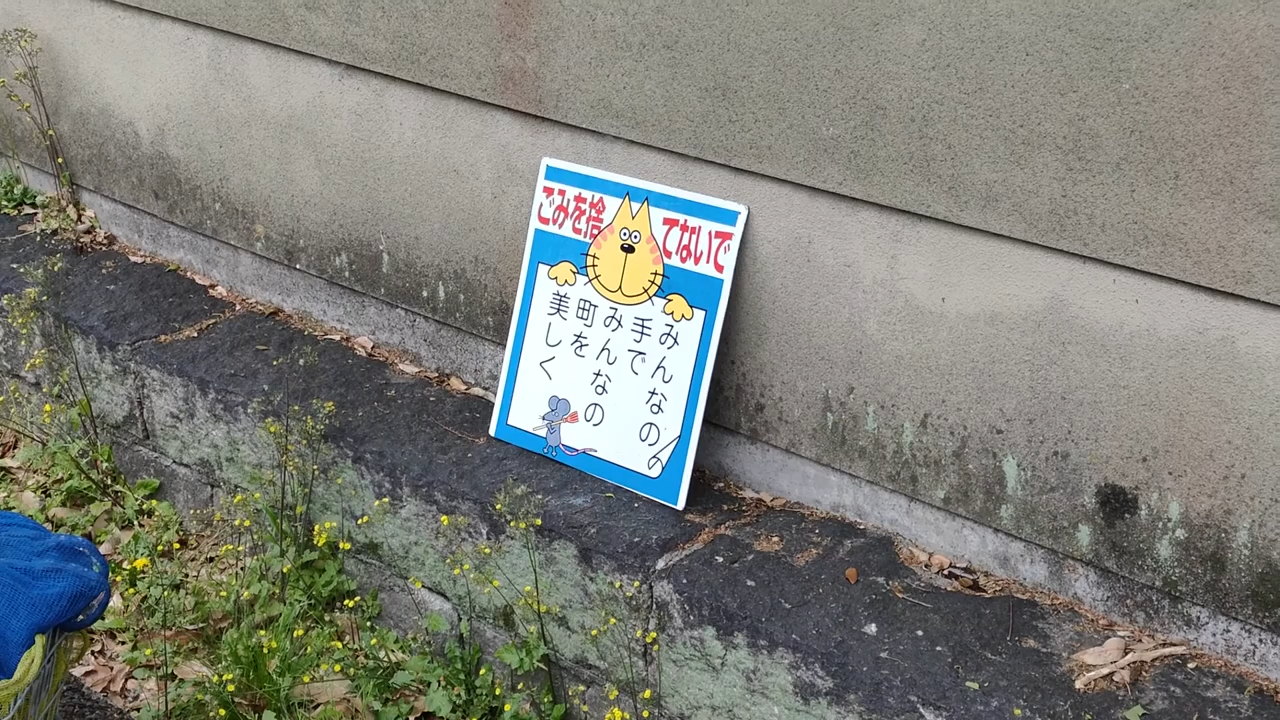 ごみを捨てないで
みんなの
手で
みんなの
町を
美しく